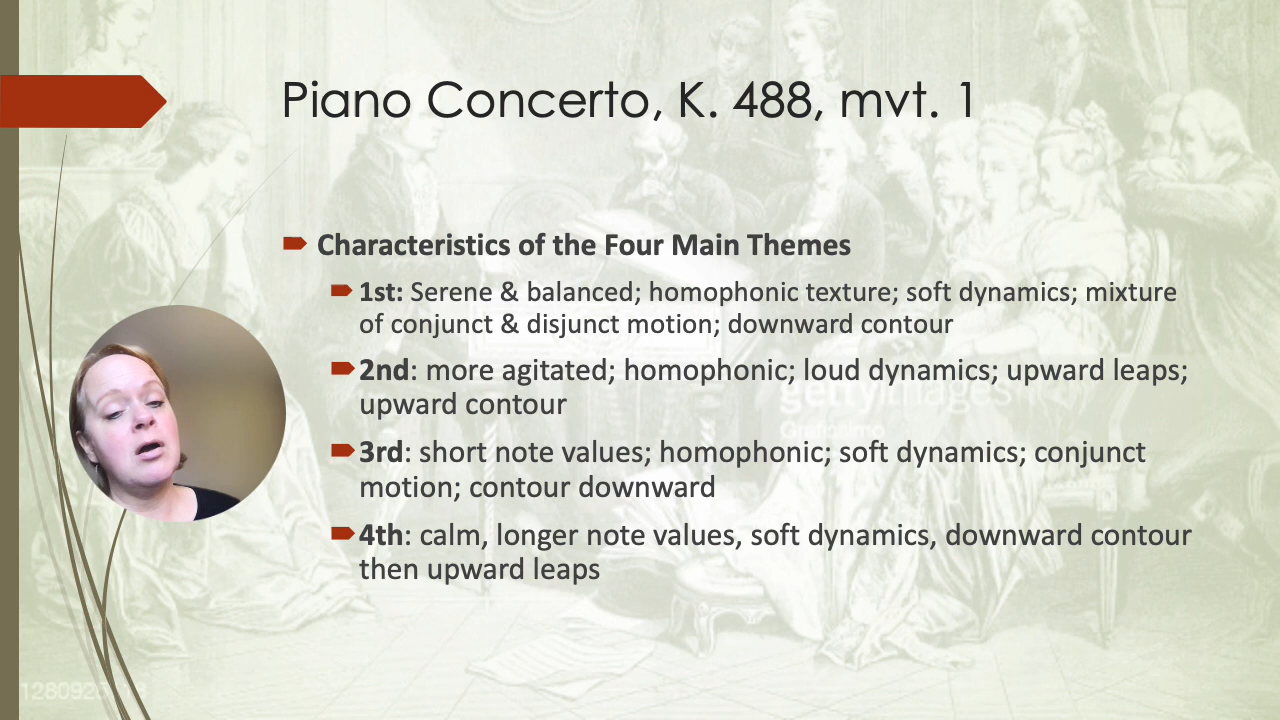 Piano Concerto, K. 488, mvt. 1
Characteristics of the Four Main Themes
1st: Serene & balanced; homophonic texture; soft dynamics; mixture
of conjunct & disjunct motion; downward contour
2nd: more agitated; homophonic; loud dynamics; upward leaps;
upward contour
gettyimages
3rd: short note values; homophonic; soft dynamics; conjunct
motion; contour downward
4th: calm, longer note values, soft dynamics, downward contour
then upward leaps